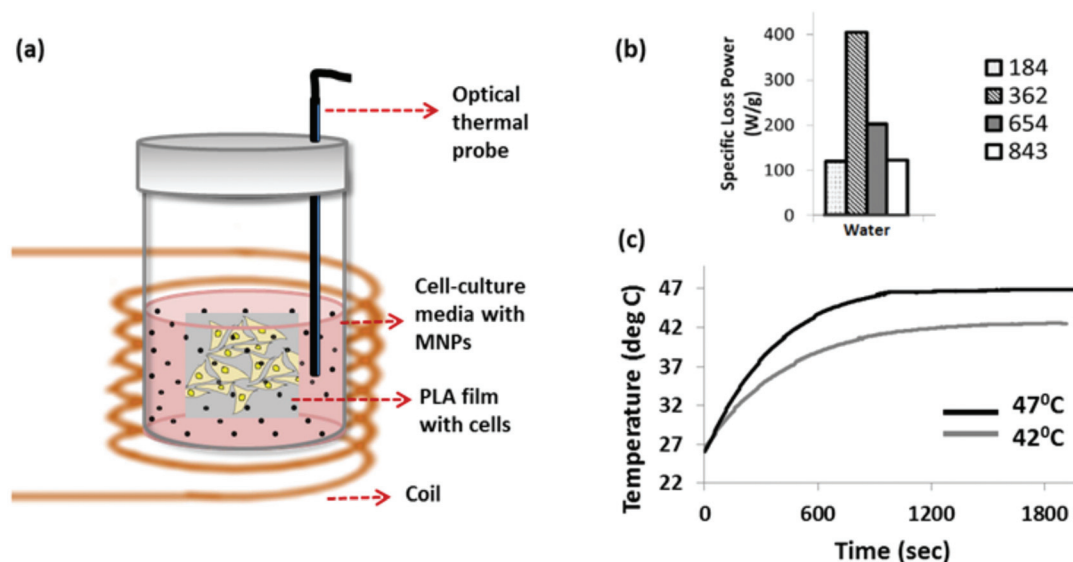 (a)
Optical
thermal
probe
Cell-culture
media with
MNPs
PLA film
with cells
Coil
(b)
Specific Loss Power
(W/g)
400
300
200
100
0
Water
184
362
654
843
(c)
Temperature (deg C)
47
42
37
32
27
22
0
600
1200
1800
Time (sec)
47⁰C
42⁰C